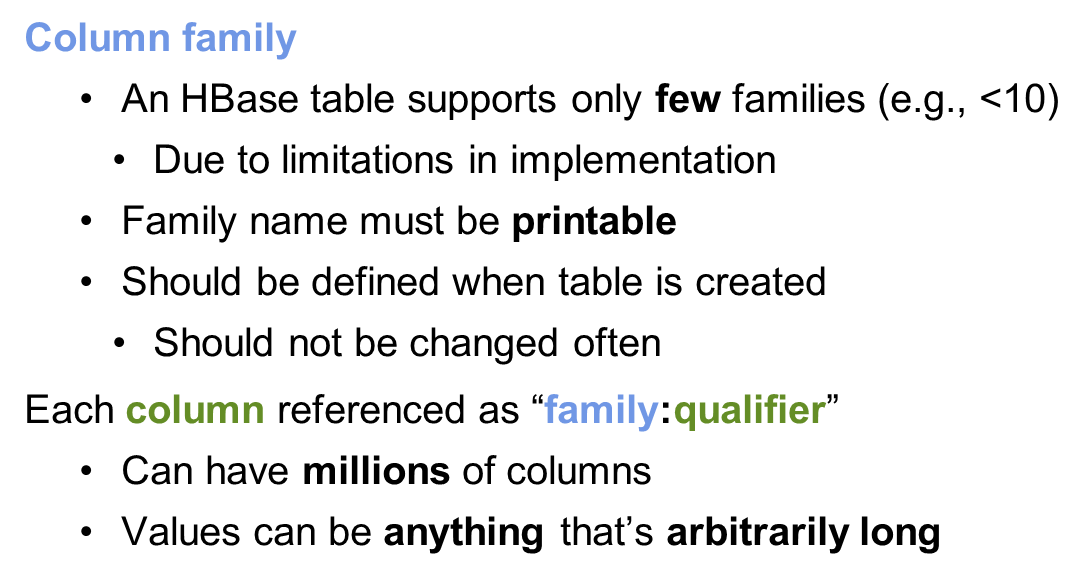 Column family
• An HBase table supports only few families (e.g., <10)
• Due to limitations in implementation
• Family name must be printable
• Should be defined when table is created
• Should not be changed often
Each column referenced as “family:qualifier”
• Can have millions of columns
• Values can be anything that’s arbitrarily long